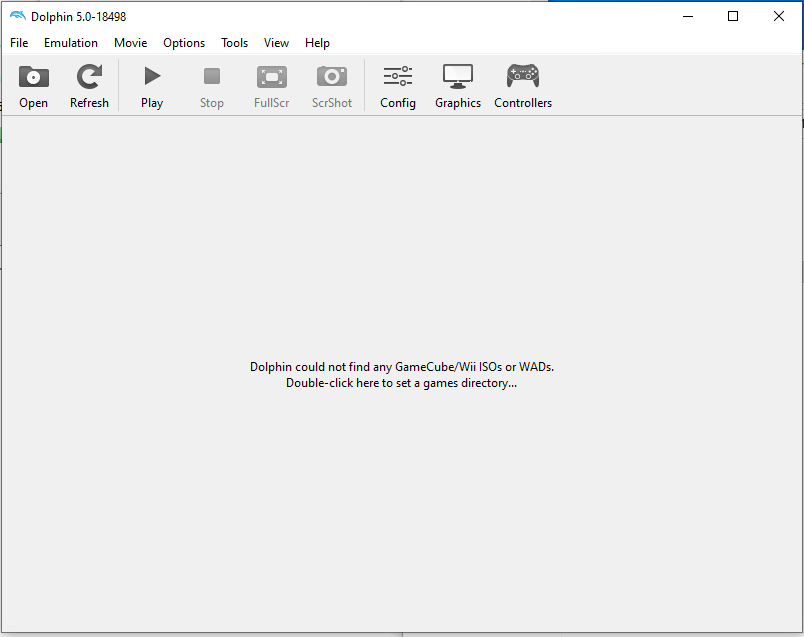 Dolphin 5.0-18498
File Emulation Movie Options Tools View Help
Open Refresh Play Stop FullScr ScrShot Config Graphics Controllers
Dolphin could not find any GameCube/Wii ISOs or WADs.
Double-click here to set a games directory...